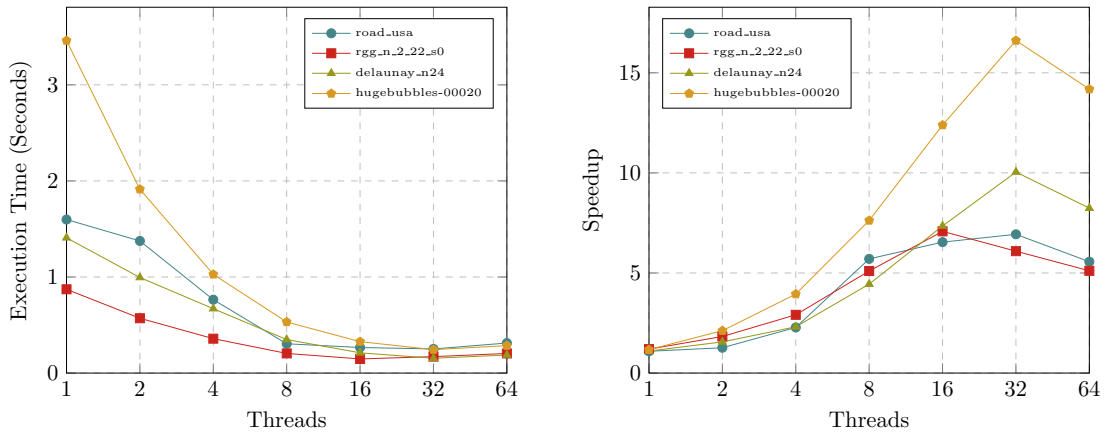 Execution Time (Seconds)
3
2
1
0
1 2 4 8 16 32 64
Threads
road_usa
rgg_n_2_22_s0
delaunay_n24
hugebubbles-00020
Speedup
15
10
5
0
1 2 4 8 16 32 64
Threads
road_usa
rgg_n_2_22_s0
delaunay_n24
hugebubbles-00020